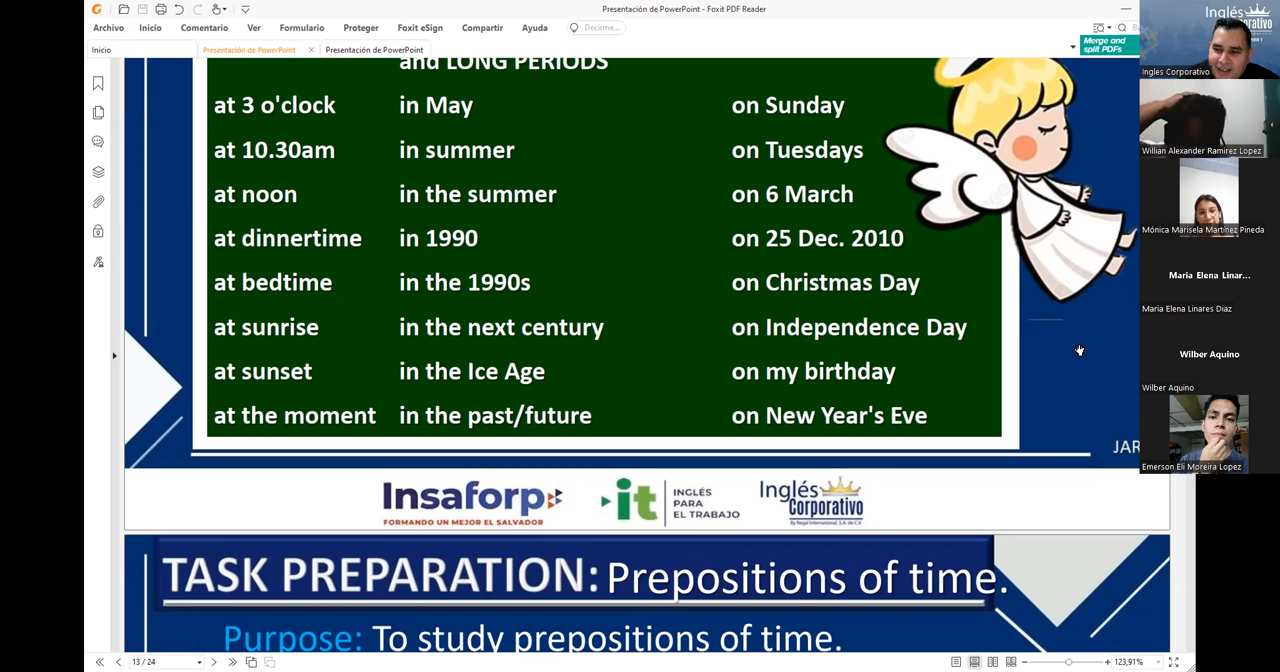 Presentación de PowerPoint - Foxit PDF Reader
Archivo Inicio Comentario Ver Formulario Proteger Foxit eSign Compartir Ayuda Decirme...
Inicio Presentación de PowerPoint Presentación de PowerPoint
Merge and
split PDFs
and LONG PERIODS
at 3 o'clock in May on Sunday
at 10.30am in summer on Tuesdays
at noon in the summer on 6 March
at dinnertime in 1990 on 25 Dec. 2010
at bedtime in the 1990s on Christmas Day
at sunrise in the next century on Independence Day
at sunset in the Ice Age on my birthday
at the moment in the past/future on New Year's Eve
JAR
Insaforp
FORMANDO UN MEJOR EL SALVADOR
it
INGLÉS
PARA
EL TRABAJO
Inglés
Corporativo
By Regal International, S.A. de C.V.
TASK PREPARATION: Prepositions of time.
Purpose: To study prepositions of time.
13 / 24
123,91%
Inglés
Corporativo
Ingles Corporativo
Willian Alexander Ramirez Lopez
Mónica Marisela Martinez Pineda
Maria Elena Linar...
Maria Elena Linares Diaz
Wilber Aquino
Wilber Aquino
Emerson Eli Moreira Lopez